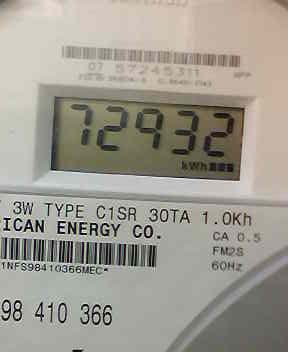 07 57245311
72932
kWh
3W TYPE C1SR 30TA 1.0Kh
ICAN ENERGY CO.
CA 0.5
FM2S
1NFS98410366MEC*
60Hz
98 410 366